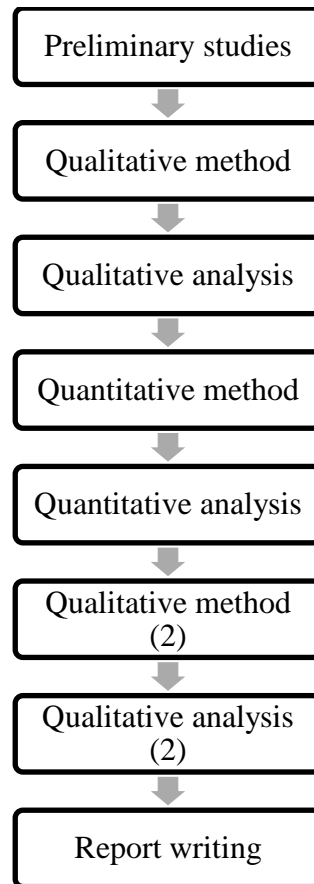 Preliminary studies
Qualitative method
Qualitative analysis
Quantitative method
Quantitative analysis
Qualitative method
(2)
Qualitative analysis
(2)
Report writing